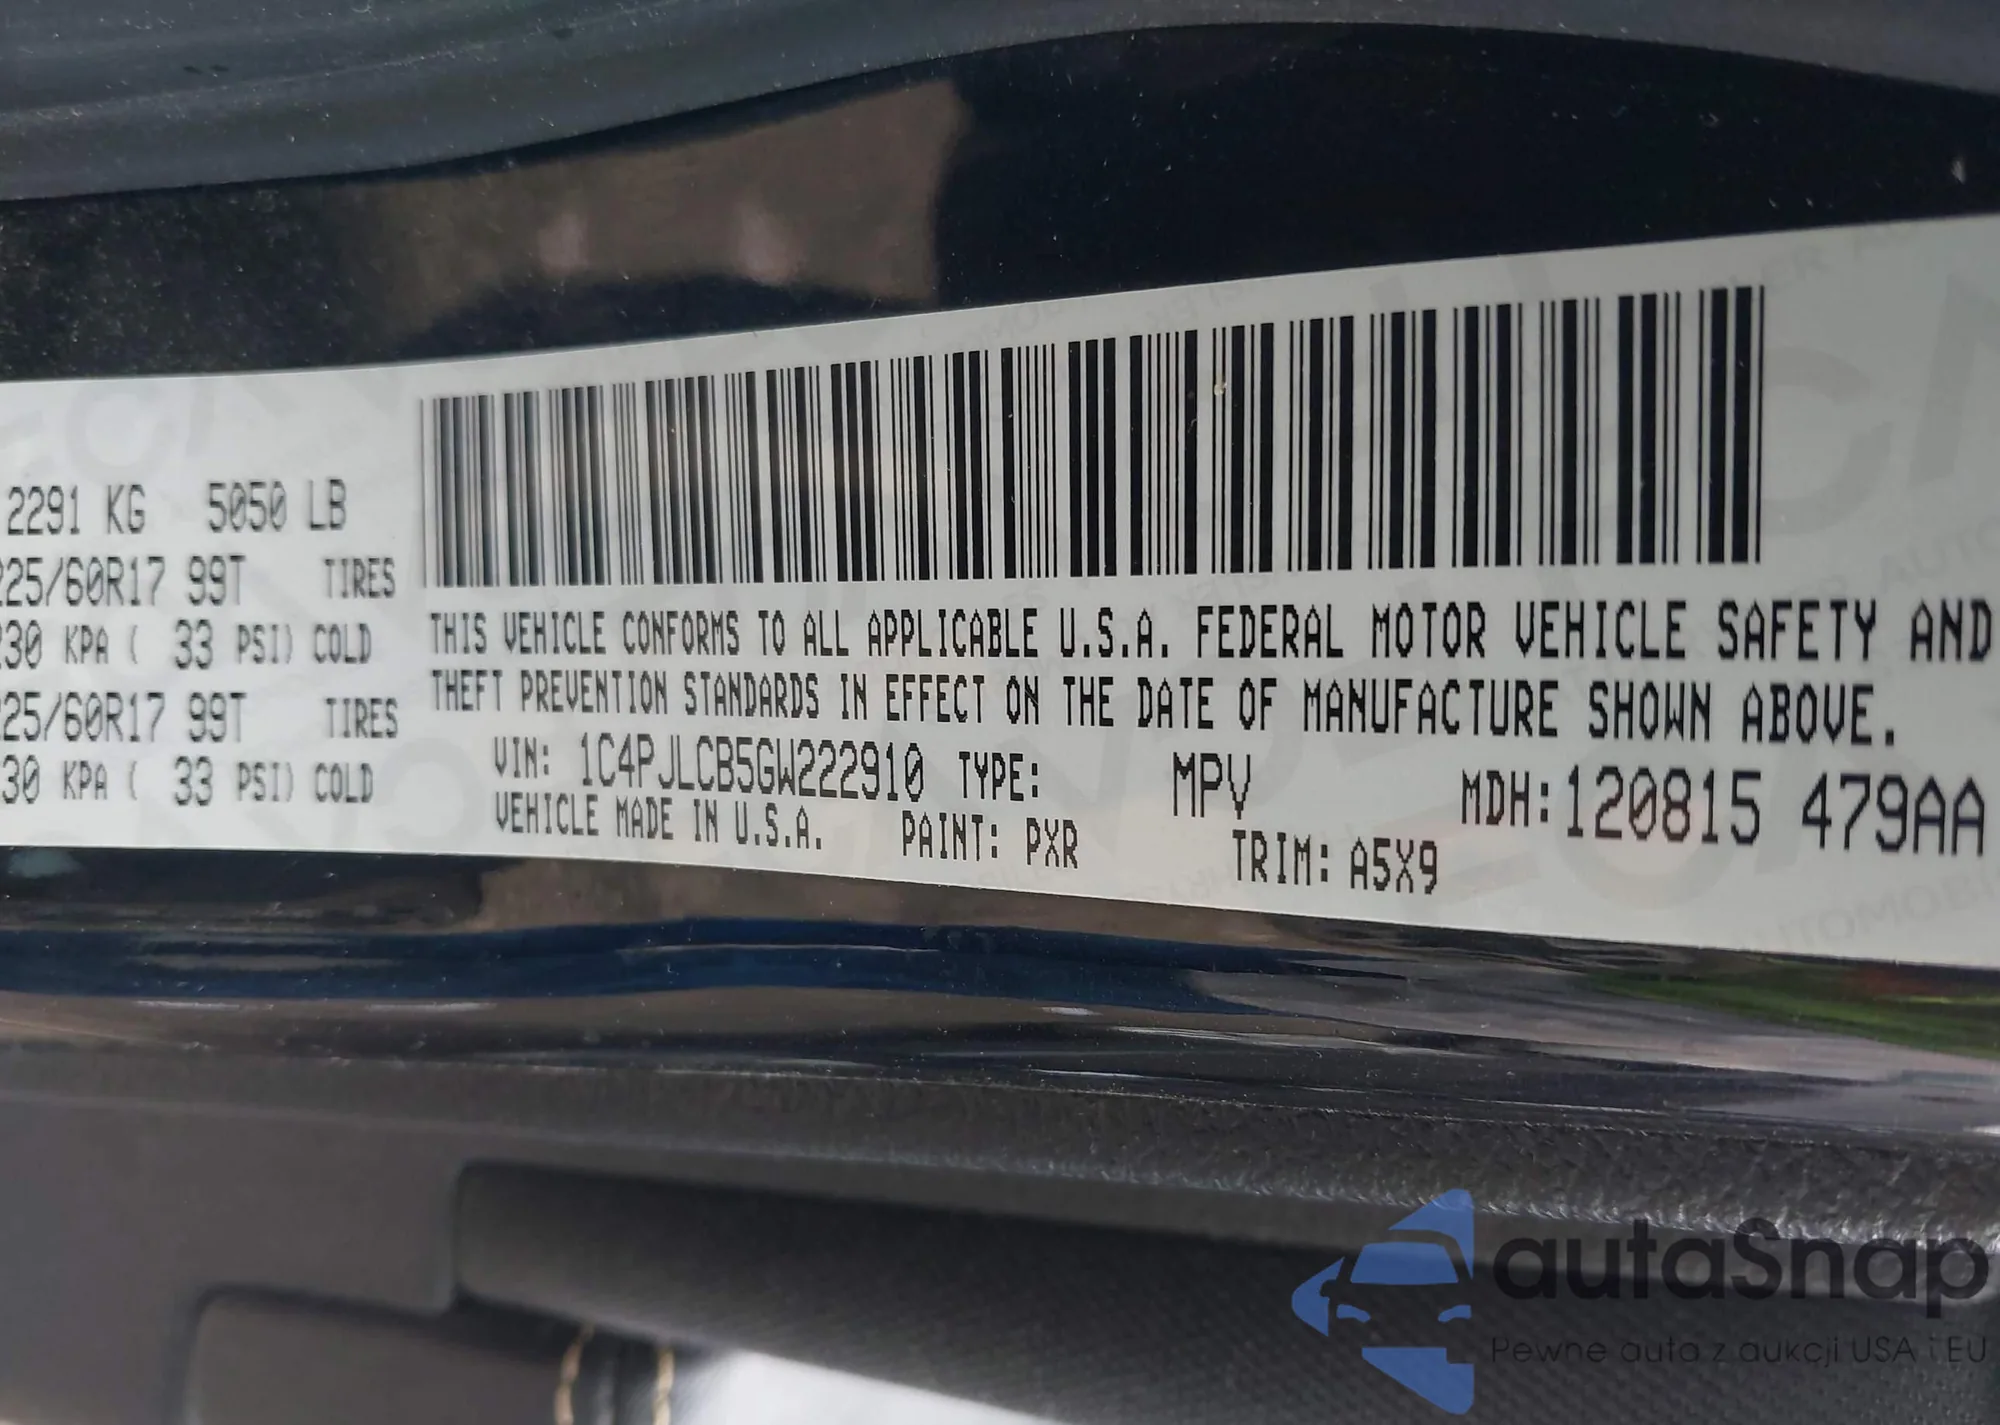 2291 KG 5050 LB
225/60R17 99T TIRES
230 KPA ( 33 PSI) COLD
225/60R17 99T TIRES
230 KPA ( 33 PSI) COLD
THIS VEHICLE CONFORMS TO ALL APPLICABLE U.S.A. FEDERAL MOTOR VEHICLE SAFETY AND
THEFT PREVENTION STANDARDS IN EFFECT ON THE DATE OF MANUFACTURE SHOWN ABOVE.
VIN: 1C4PJLCB5GW222910 TYPE: MPV MDH:120815 479AA
VEHICLE MADE IN U.S.A. PAINT: PXR TRIM: A5X9
autaSnap
Pewne auta z aukcji USA i EU